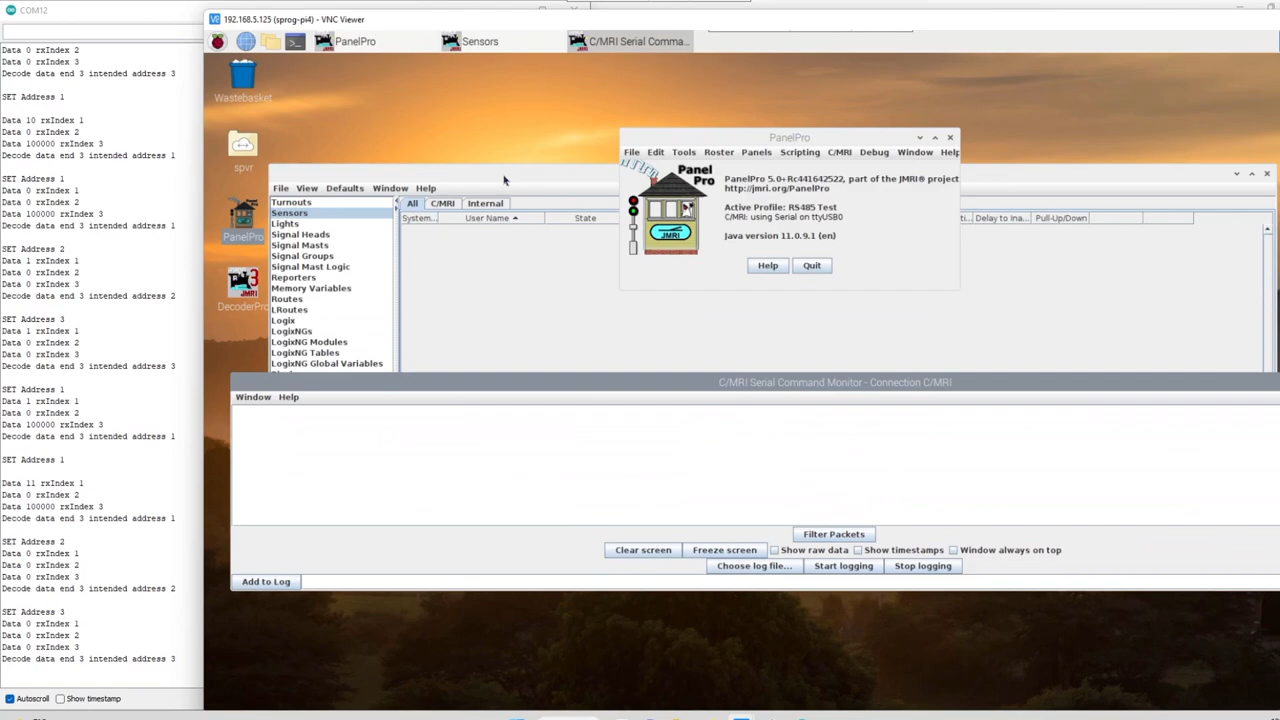 COM12
Data 0 rxIndex 2
Data 0 rxIndex 3
Decode data end 3 intended address 3
SET Address 1
Data 10 rxIndex 1
Data 0 rxIndex 2
Data 100000 rxIndex 3
Decode data end 3 intended address 1
SET Address 1
Data 0 rxIndex 1
Data 0 rxIndex 2
Data 100000 rxIndex 3
Decode data end 3 intended address 1
SET Address 2
Data 1 rxIndex 1
Data 0 rxIndex 2
Data 0 rxIndex 3
Decode data end 3 intended address 2
SET Address 3
Data 1 rxIndex 1
Data 0 rxIndex 2
Data 0 rxIndex 3
Decode data end 3 intended address 3
SET Address 1
Data 1 rxIndex 1
Data 0 rxIndex 2
Data 100000 rxIndex 3
Decode data end 3 intended address 1
SET Address 1
Data 11 rxIndex 1
Data 0 rxIndex 2
Data 100000 rxIndex 3
Decode data end 3 intended address 1
SET Address 2
Data 0 rxIndex 1
Data 0 rxIndex 2
Data 0 rxIndex 3
Decode data end 3 intended address 2
SET Address 3
Data 0 rxIndex 1
Data 0 rxIndex 2
Data 0 rxIndex 3
Decode data end 3 intended address 3
Autoscroll Show timestamp
192.168.5.125 (sprog-pi4) - VNC Viewer
PanelPro Sensors C/MRI Serial Comma...
Wastebasket
spvr
PanelPro
DecoderPr
File View Defaults Window Help
Turnouts
Sensors
Lights
Signal Heads
Signal Masts
Signal Groups
Signal Mast Logic
Reporters
Memory Variables
Routes
LRoutes
Logix
LogixNGs
LogixNG Modules
LogixNG Tables
LogixNG Global Variables
All C/MRI Internal
System... User Name State
ti... Delay to Ina... Pull-Up/Down
PanelPro
File Edit Tools Roster Panels Scripting C/MRI Debug Window Help
Panel
Pro
JMRI
PanelPro 5.0+Rc441642522, part of the JMRI® project
http://jmri.org/PanelPro
Active Profile: RS485 Test
C/MRI: using Serial on ttyUSB0
Java version 11.0.9.1 (en)
Help Quit
C/MRI Serial Command Monitor - Connection C/MRI
Window Help
Filter Packets
Clear screen Freeze screen Show raw data Show timestamps Window always on top
Choose log file... Start logging Stop logging
Add to Log